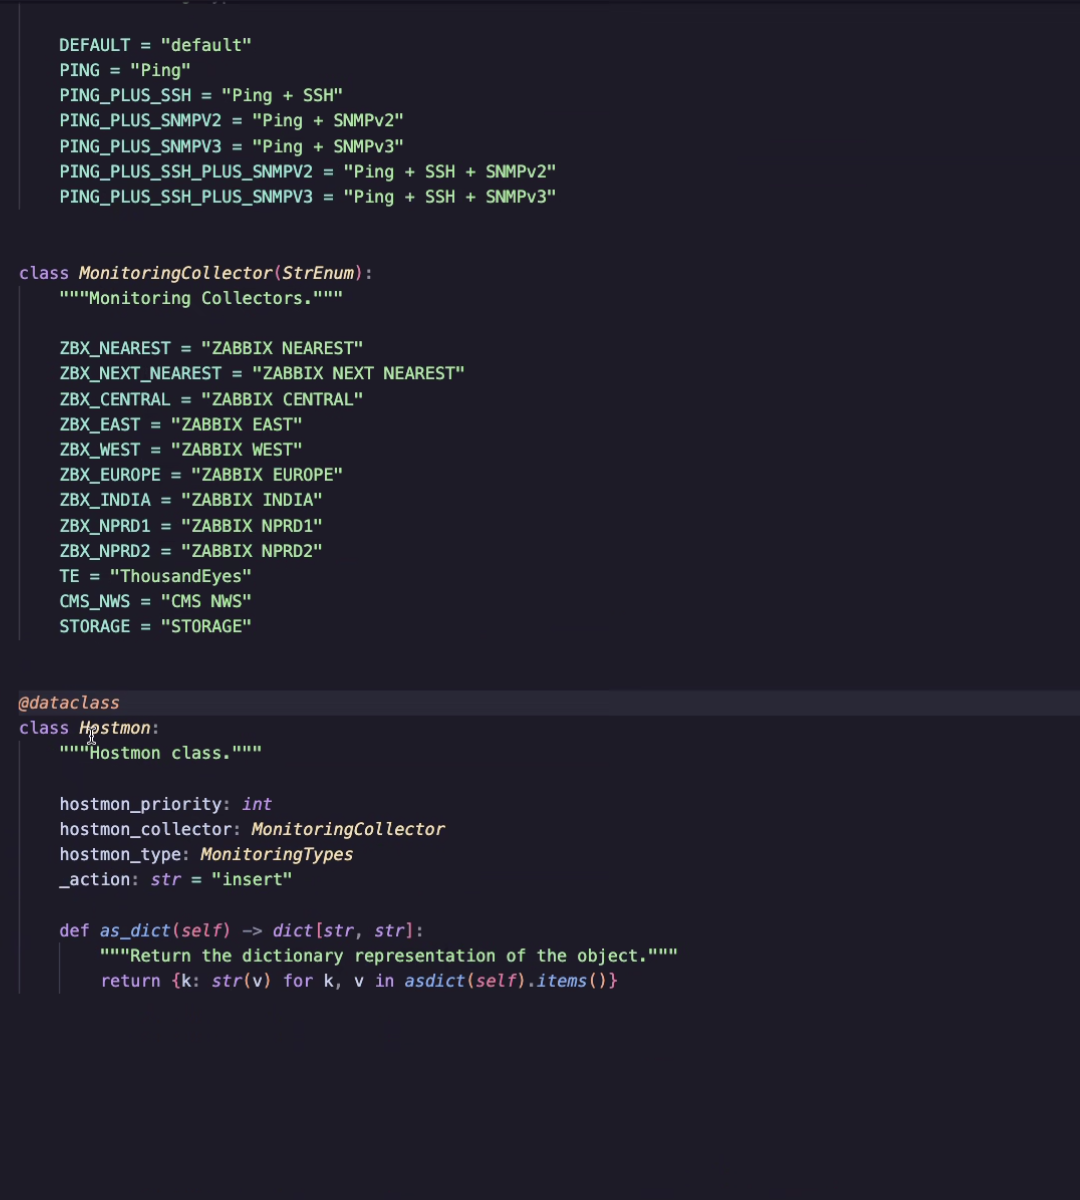 DEFAULT = "default"
PING = "Ping"
PING_PLUS_SSH = "Ping + SSH"
PING_PLUS_SNMPV2 = "Ping + SNMPv2"
PING_PLUS_SNMPV3 = "Ping + SNMPv3"
PING_PLUS_SSH_PLUS_SNMPV2 = "Ping + SSH + SNMPv2"
PING_PLUS_SSH_PLUS_SNMPV3 = "Ping + SSH + SNMPv3"
class MonitoringCollector(StrEnum):
"""Monitoring Collectors."""
ZBX_NEAREST = "ZABBIX NEAREST"
ZBX_NEXT_NEAREST = "ZABBIX NEXT NEAREST"
ZBX_CENTRAL = "ZABBIX CENTRAL"
ZBX_EAST = "ZABBIX EAST"
ZBX_WEST = "ZABBIX WEST"
ZBX_EUROPE = "ZABBIX EUROPE"
ZBX_INDIA = "ZABBIX INDIA"
ZBX_NPRD1 = "ZABBIX NPRD1"
ZBX_NPRD2 = "ZABBIX NPRD2"
TE = "ThousandEyes"
CMS_NWS = "CMS NWS"
STORAGE = "STORAGE"
@dataclass
class Hostmon:
"""Hostmon class."""
hostmon_priority: int
hostmon_collector: MonitoringCollector
hostmon_type: MonitoringTypes
_action: str = "insert"
def as_dict(self) -> dict[str, str]:
"""Return the dictionary representation of the object."""
return {k: str(v) for k, v in asdict(self).items()}